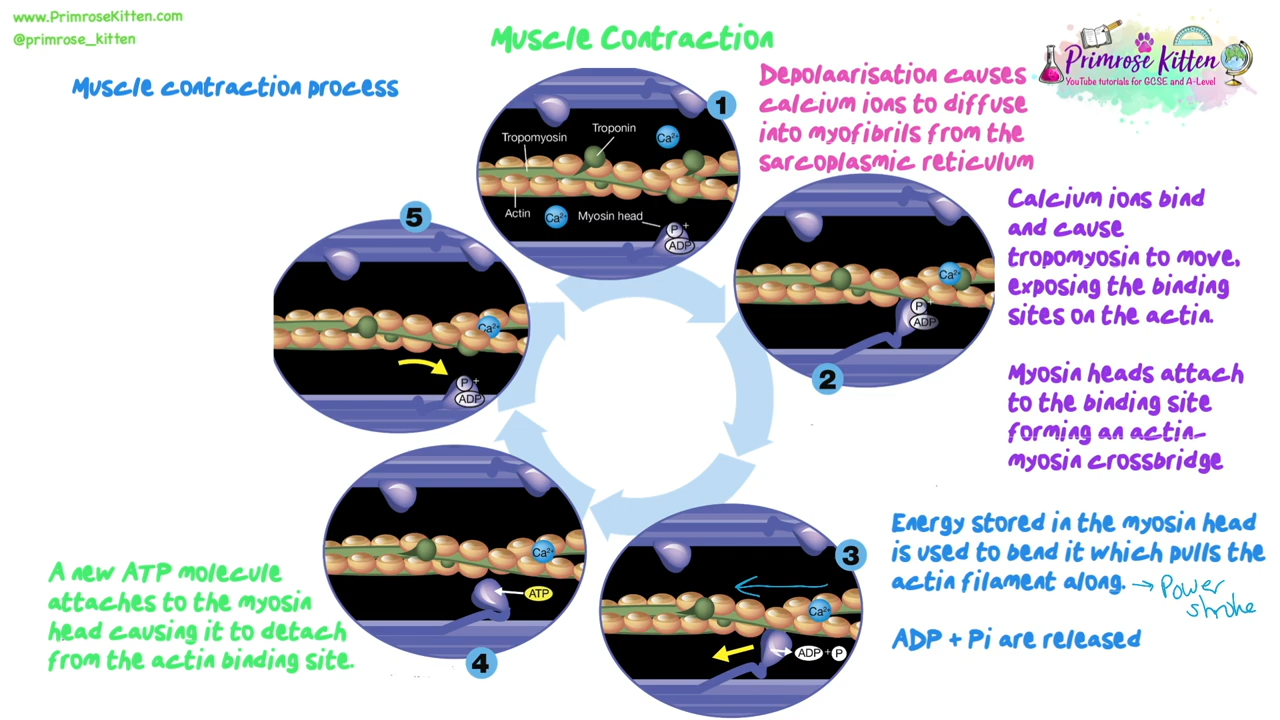 www.PrimroseKitten.com
@primrose_kitten
Muscle Contraction
Primrose Kitten
YouTube tutorials for GCSE and A-Level
Muscle contraction process
1
Tropomyosin
Troponin
Ca2+
Actin
Ca2+
Myosin head
P +
ADP
Depolaarisation causes
calcium ions to diffuse
into myofibrils from the
sarcoplasmic reticulum
2
Ca2+
P +
ADP
Calcium ions bind
and cause
tropomyosin to move,
exposing the binding
sites on the actin.
Myosin heads attach
to the binding site
forming an actin-
myosin crossbridge
3
Ca2+
ADP + P
Energy stored in the myosin head
is used to bend it which pulls the
actin filament along. → Power
stroke
ADP + Pi are released
4
Ca2+
ATP
A new ATP molecule
attaches to the myosin
head causing it to detach
from the actin binding site.
5
Ca2+
P +
ADP